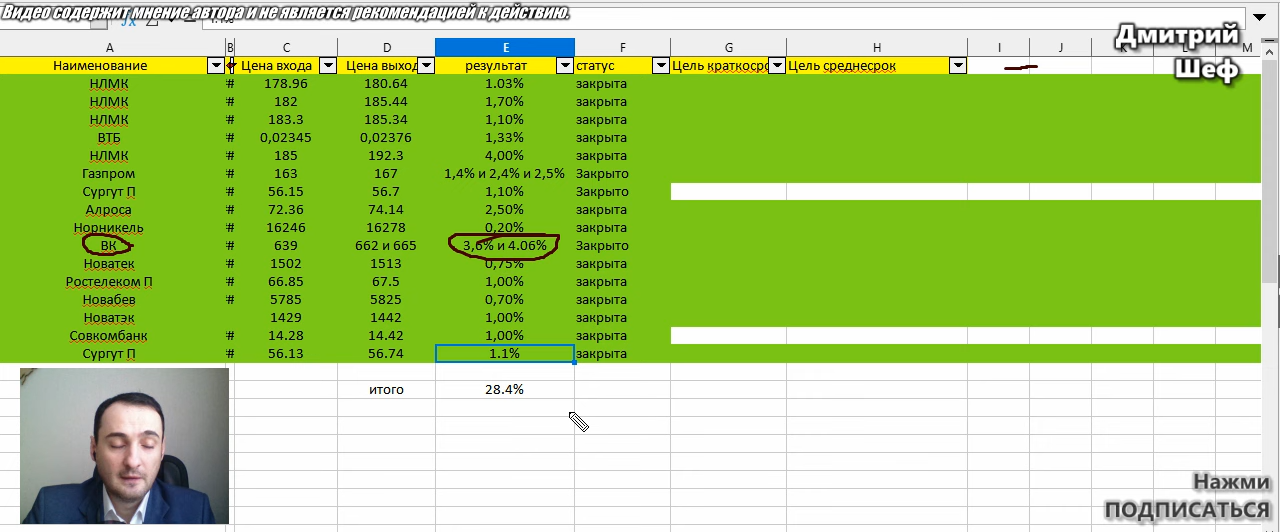 Видео содержит мнение автора и не является рекомендацией к действию.
Дмитрий
Шеф
A B C D E F G H I J K L M
Наименование Цена входа Цена выход результат статус Цель краткосро Цель среднесрок
НЛМК # 178.96 180.64 1.03% закрыта
НЛМК # 182 185.44 1,70% закрыта
НЛМК # 183.3 185.34 1,10% закрыта
ВТБ # 0,02345 0,02376 1,33% закрыта
НЛМК # 185 192.3 4,00% закрыта
Газпром # 163 167 1,4% и 2,4% и 2,5% Закрыто
Сургут П # 56.15 56.7 1,10% Закрыто
Алроса # 72.36 74.14 2,50% закрыта
Норникель # 16246 16278 0,20% закрыта
ВК # 639 662 и 665 3,6% и 4.06% Закрыто
Новатек # 1502 1513 0,75% закрыта
Ростелеком П # 66.85 67.5 1,00% закрыта
Новабев # 5785 5825 0,70% закрыта
Новатэк 1429 1442 1,00% закрыта
Совкомбанк # 14.28 14.42 1,00% закрыта
Сургут П # 56.13 56.74 1.1% закрыта
итого 28.4%
Нажми
ПОДПИСАТЬСЯ